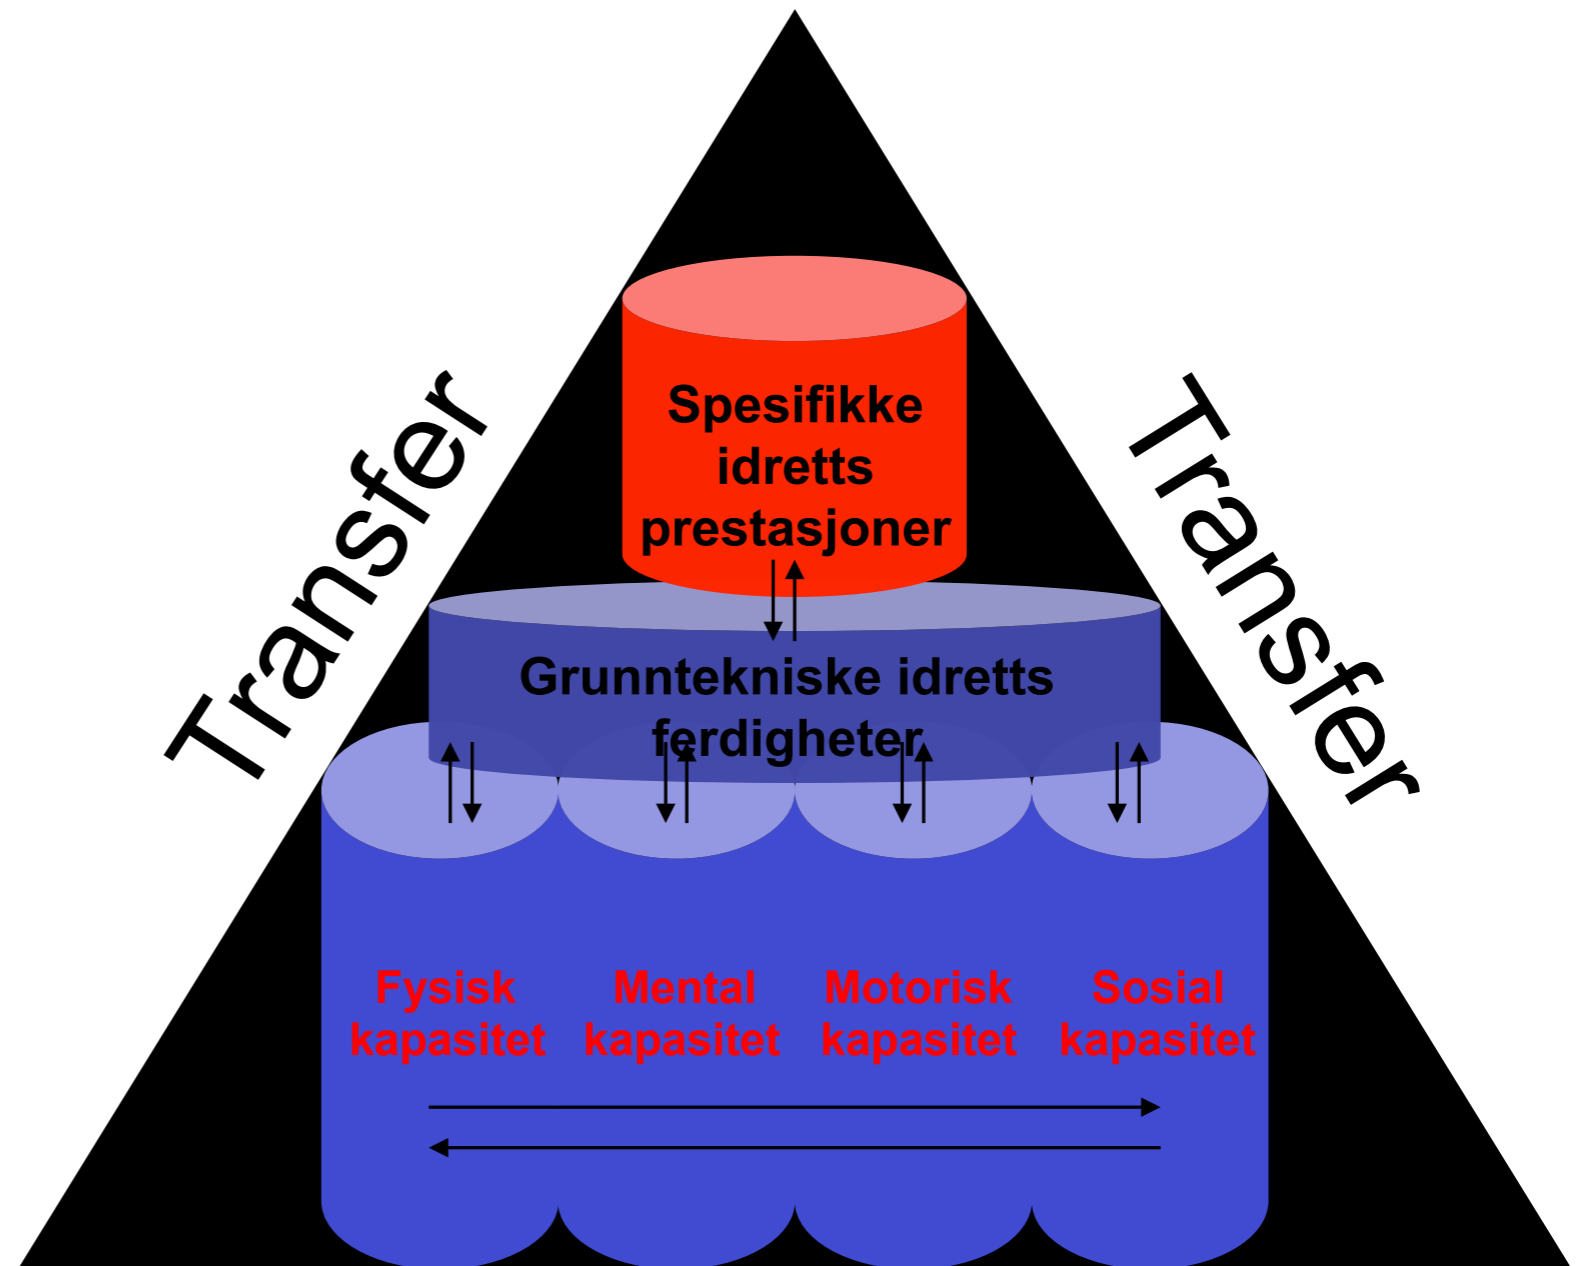 Transfer
Transfer
Spesifikke
idretts
prestasjoner
Grunntekniske idretts
ferdigheter
Fysisk
kapasitet
Mental
kapasitet
Motorisk
kapasitet
Sosial
kapasitet